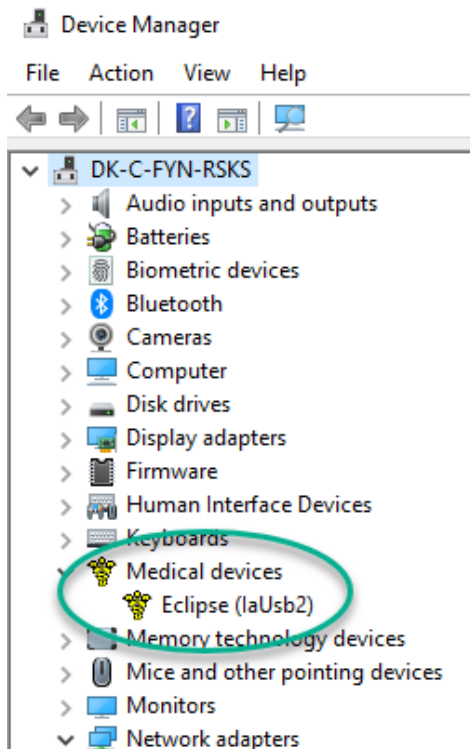 Device Manager
File Action View Help
DK-C-FYN-RSKS
Audio inputs and outputs
Batteries
Biometric devices
Bluetooth
Cameras
Computer
Disk drives
Display adapters
Firmware
Human Interface Devices
Keyboards
Medical devices
Eclipse (IaUsb2)
Memory technology devices
Mice and other pointing devices
Monitors
Network adapters